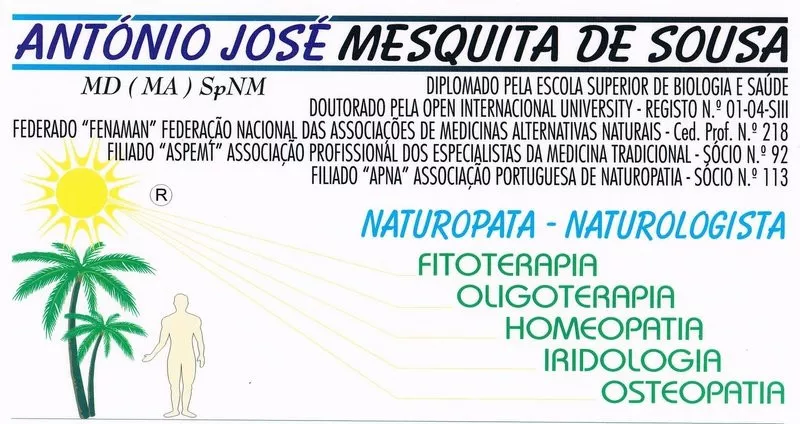 ANTÓNIO JOSÉ MESQUITA DE SOUSA
MD ( MA ) SpNM
DIPLOMADO PELA ESCOLA SUPERIOR DE BIOLOGIA E SAÚDE
DOUTORADO PELA OPEN INTERNACIONAL UNIVERSITY - REGISTO N.º 01-04-SIII
FEDERADO "FENAMAN" FEDERAÇÃO NACIONAL DAS ASSOCIAÇÕES DE MEDICINAS ALTERNATIVAS NATURAIS - Ced. Prof. N.º 218
FILIADO "ASPEMT" ASSOCIAÇÃO PROFISSIONAL DOS ESPECIALISTAS DA MEDICINA TRADICIONAL - SÓCIO N.º 92
FILIADO "APNA" ASSOCIAÇÃO PORTUGUESA DE NATUROPATIA - SÓCIO N.º 113
®
NATUROPATA - NATUROLOGISTA
FITOTERAPIA
OLIGOTERAPIA
HOMEOPATIA
IRIDOLOGIA
OSTEOPATIA